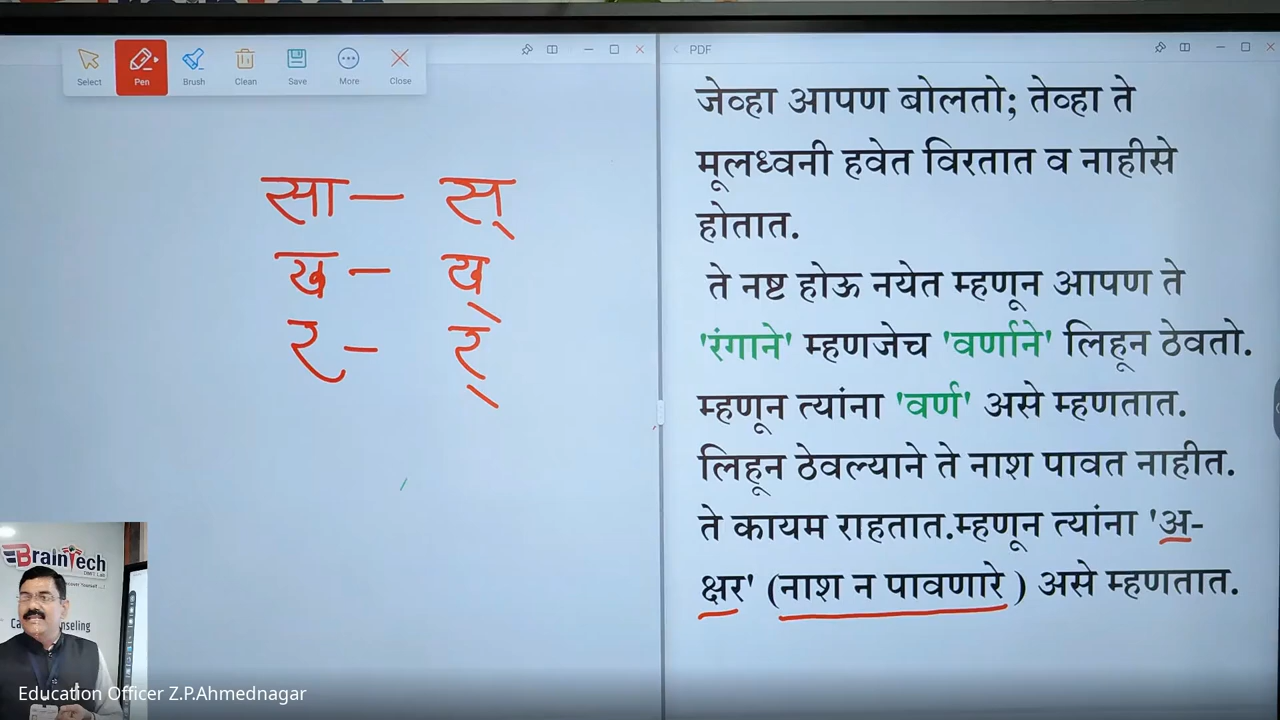 Select Pen Brush Clean Save More Close
PDF
सा – स्
ख – ख्
र – र्
जेव्हा आपण बोलतो; तेव्हा ते
मूलध्वनी हवेत विरतात व नाहीसे
होतात.
ते नष्ट होऊ नयेत म्हणून आपण ते
'रंगाने' म्हणजेच 'वर्णाने' लिहून ठेवतो.
म्हणून त्यांना 'वर्ण' असे म्हणतात.
लिहून ठेवल्याने ते नाश पावत नाहीत.
ते कायम राहतात.म्हणून त्यांना 'अ-
क्षर' (नाश न पावणारे ) असे म्हणतात.
BrainTech
Education Officer Z.P.Ahmednagar